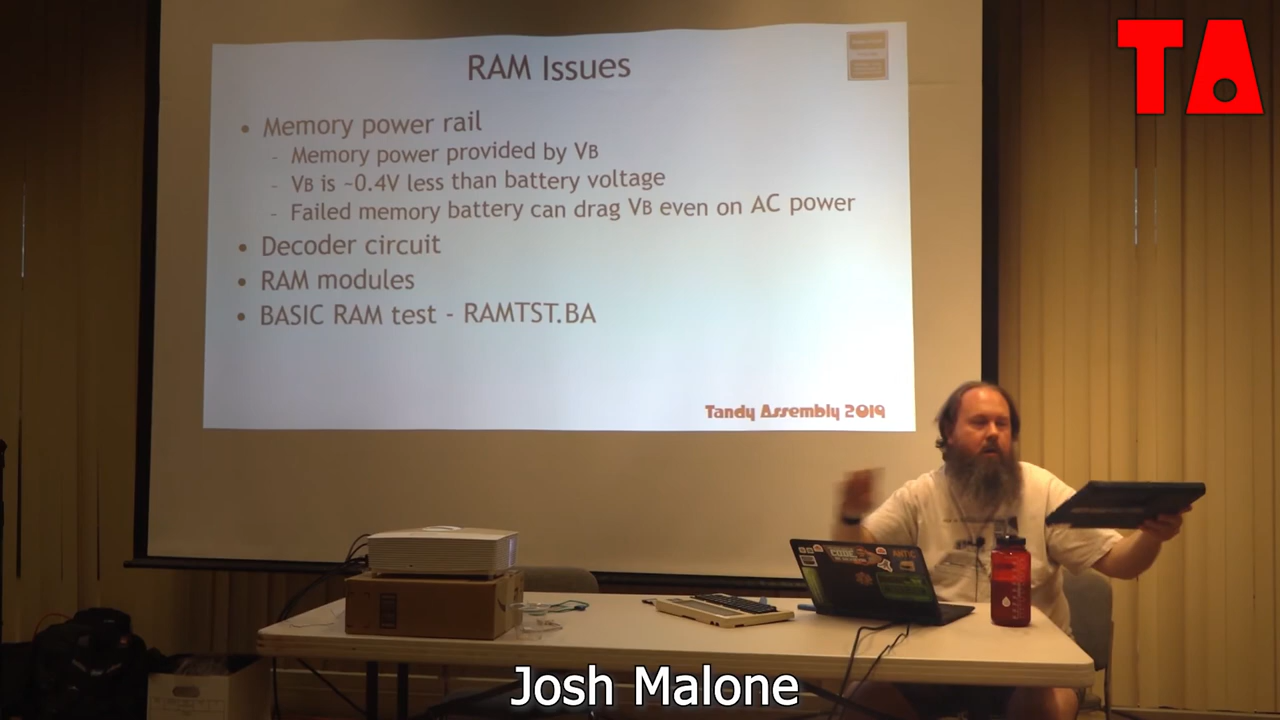 TA
RAM Issues
• Memory power rail
- Memory power provided by VB
- VB is ~0.4V less than battery voltage
- Failed memory battery can drag VB even on AC power
• Decoder circuit
• RAM modules
• BASIC RAM test - RAMTST.BA
Tandy Assembly 2019
Josh Malone